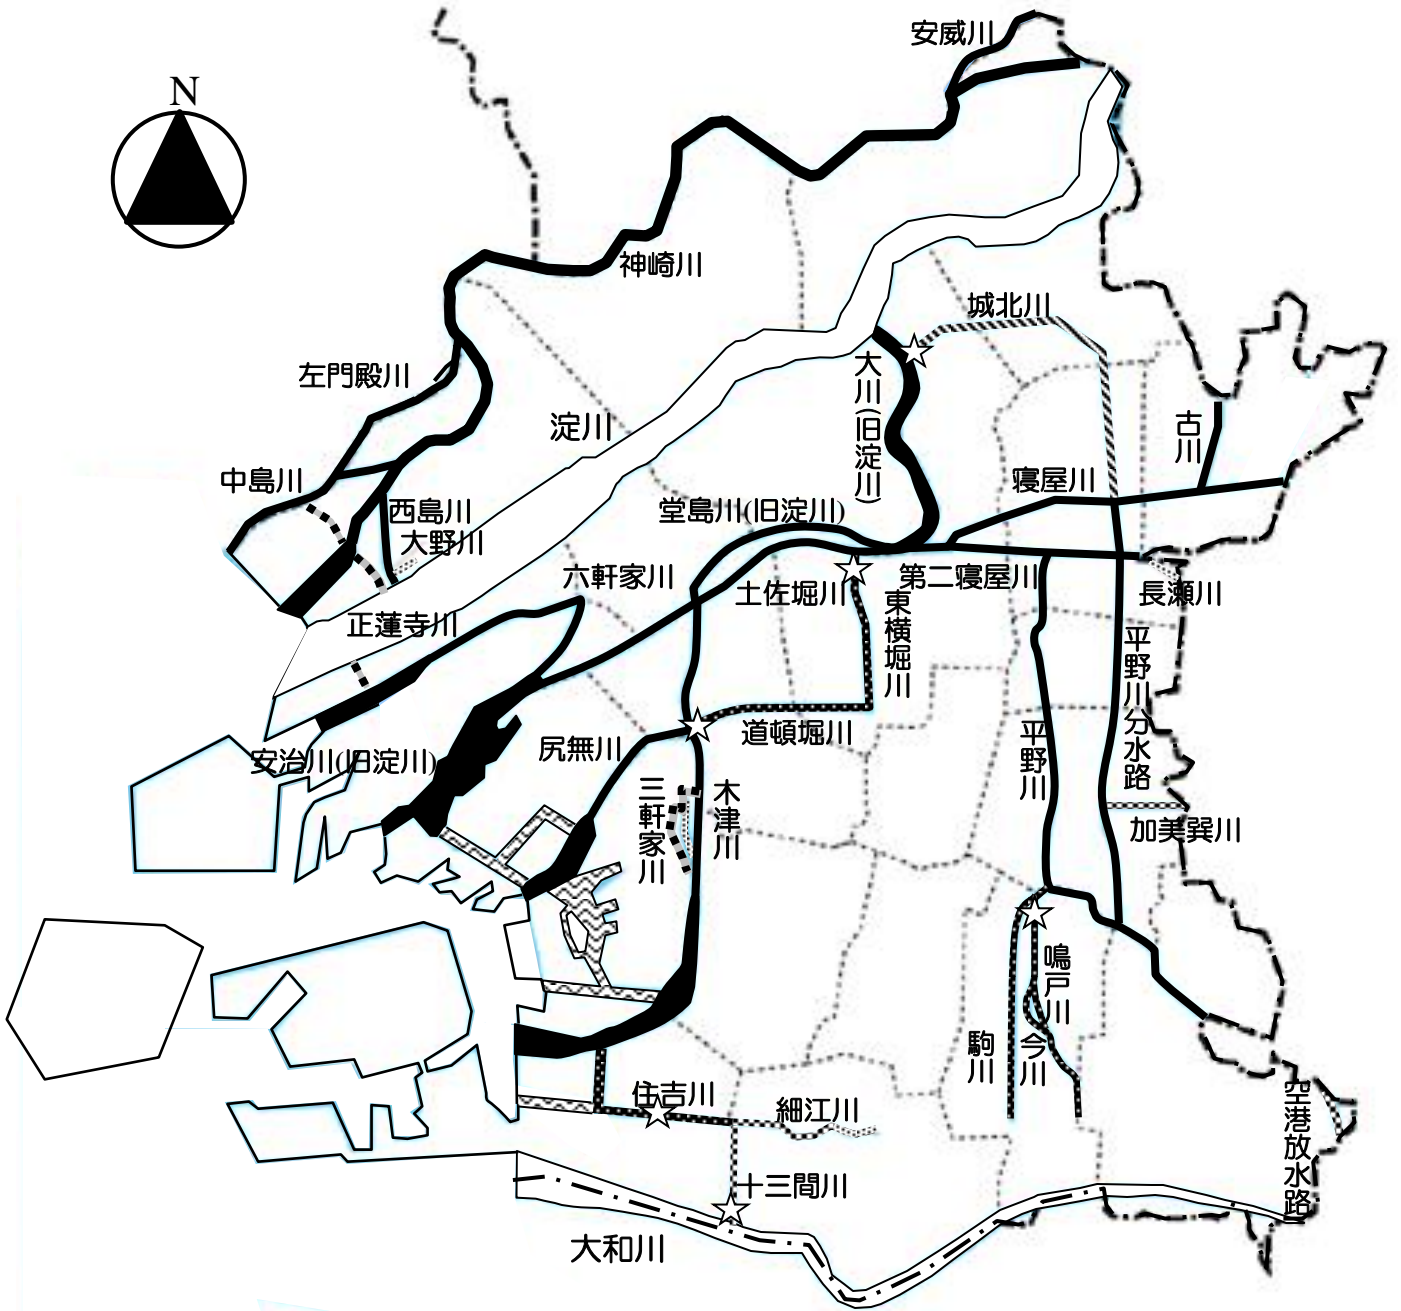 安威川
N
神崎川
城北川
左門殿川
大川(旧淀川)
淀川
古川
中島川
寝屋川
西島川
堂島川(旧淀川)
大野川
六軒家川
土佐堀川
第二寝屋川
長瀬川
東横堀川
正蓮寺川
平野川分水路
道頓堀川
平野川
尻無川
安治川(旧淀川)
三軒家川
木津川
加美巽川
鳴戸川
駒川
今川
住吉川
細江川
空港放水路
十三間川
大和川